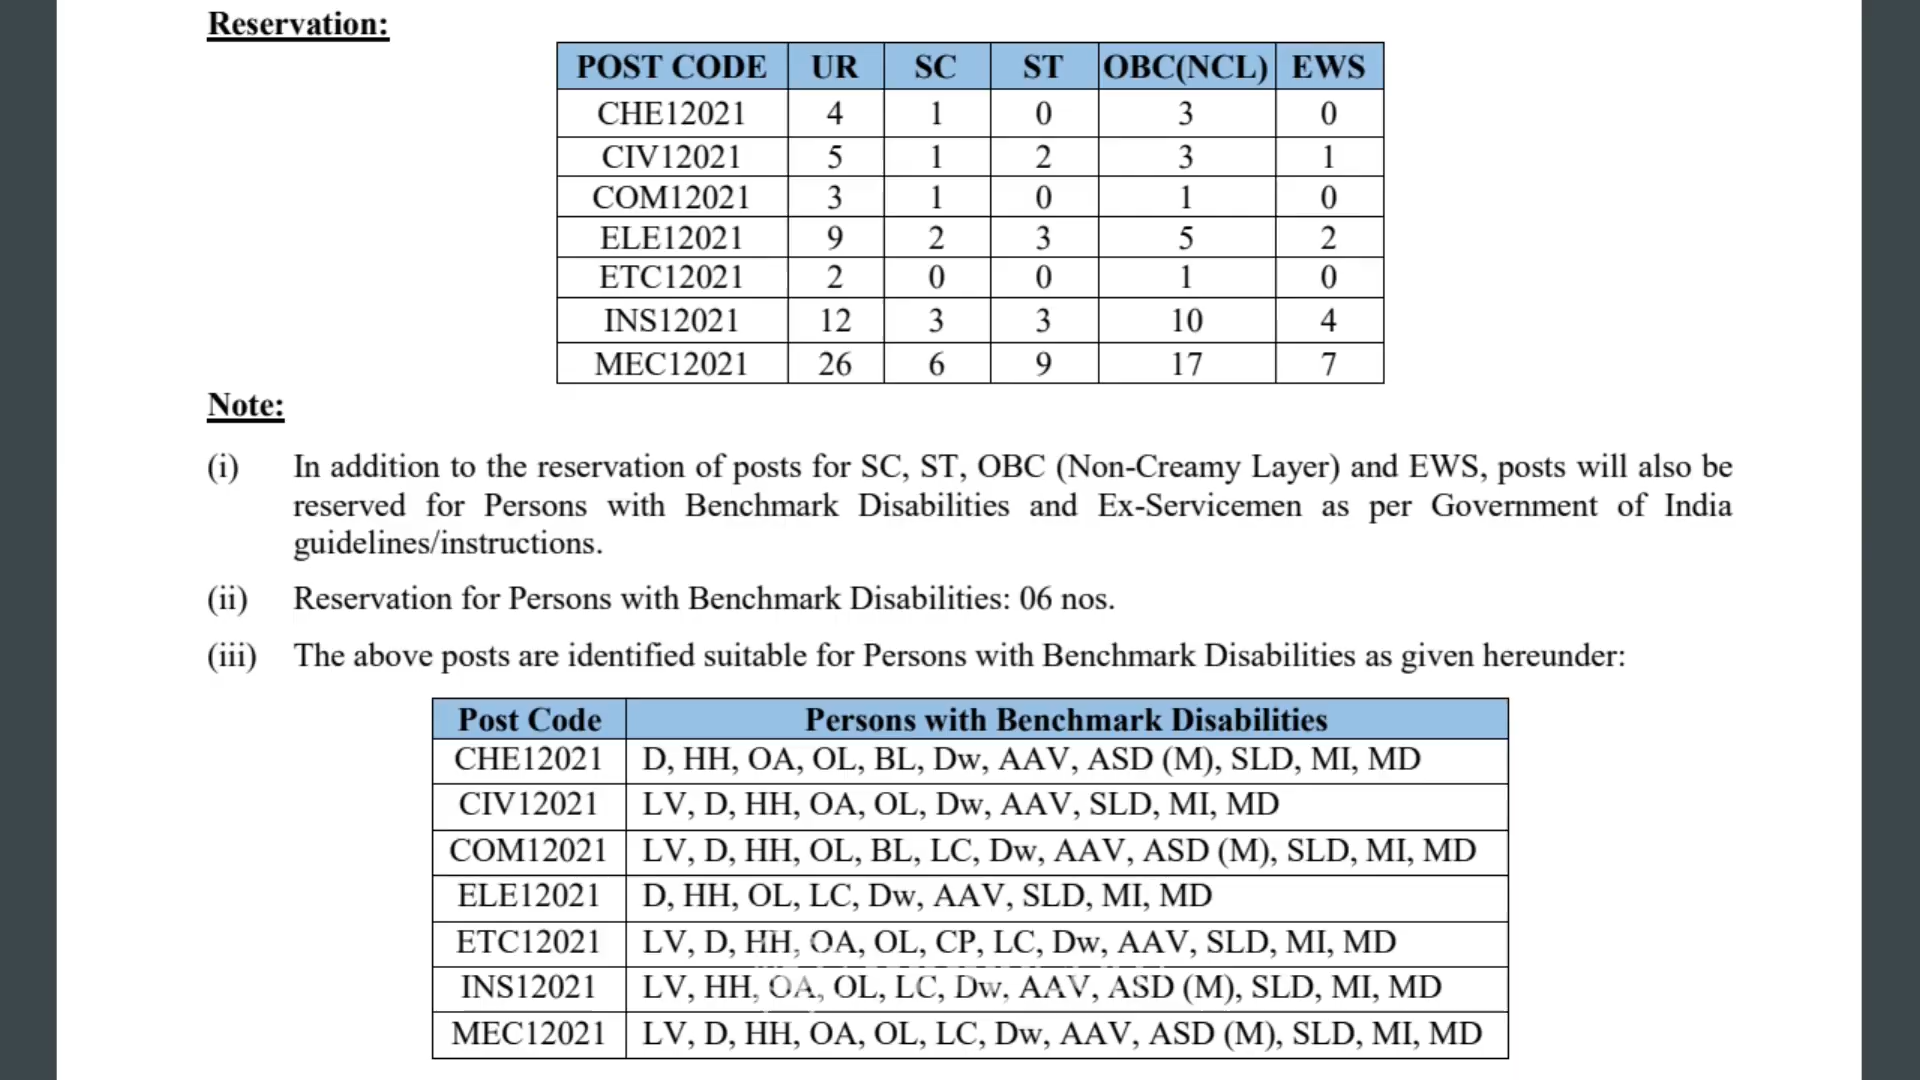 Reservation:
POST CODE UR SC ST OBC(NCL) EWS
CHE12021 4 1 0 3 0
CIV12021 5 1 2 3 1
COM12021 3 1 0 1 0
ELE12021 9 2 3 5 2
ETC12021 2 0 0 1 0
INS12021 12 3 3 10 4
MEC12021 26 6 9 17 7
Note:
(i) In addition to the reservation of posts for SC, ST, OBC (Non-Creamy Layer) and EWS, posts will also be
reserved for Persons with Benchmark Disabilities and Ex-Servicemen as per Government of India
guidelines/instructions.
(ii) Reservation for Persons with Benchmark Disabilities: 06 nos.
(iii) The above posts are identified suitable for Persons with Benchmark Disabilities as given hereunder:
Post Code Persons with Benchmark Disabilities
CHE12021 D, HH, OA, OL, BL, Dw, AAV, ASD (M), SLD, MI, MD
CIV12021 LV, D, HH, OA, OL, Dw, AAV, SLD, MI, MD
COM12021 LV, D, HH, OL, BL, LC, Dw, AAV, ASD (M), SLD, MI, MD
ELE12021 D, HH, OL, LC, Dw, AAV, SLD, MI, MD
ETC12021 LV, D, HH, OA, OL, CP, LC, Dw, AAV, SLD, MI, MD
INS12021 LV, HH, OA, OL, LC, Dw, AAV, ASD (M), SLD, MI, MD
MEC12021 LV, D, HH, OA, OL, LC, Dw, AAV, ASD (M), SLD, MI, MD